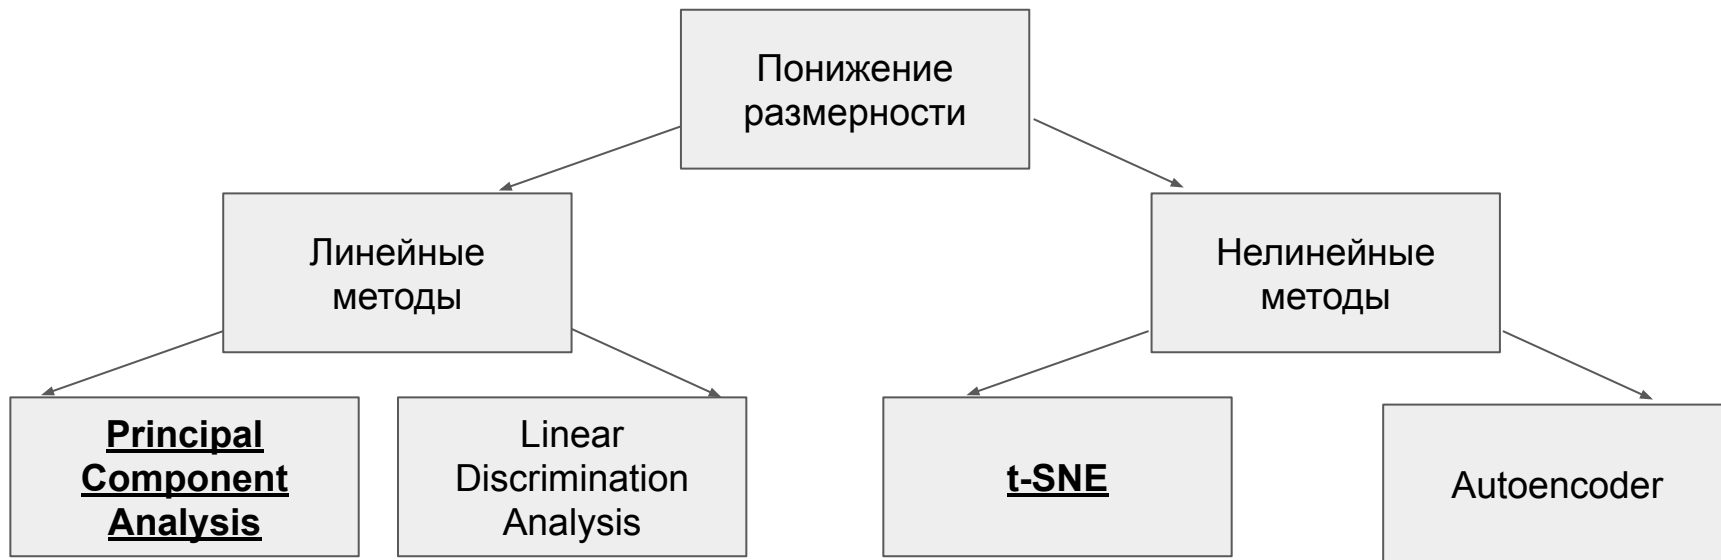 Понижение
размерности
Линейные
методы
Нелинейные
методы
Principal
Component
Analysis
Linear
Discrimination
Analysis
t-SNE
Autoencoder